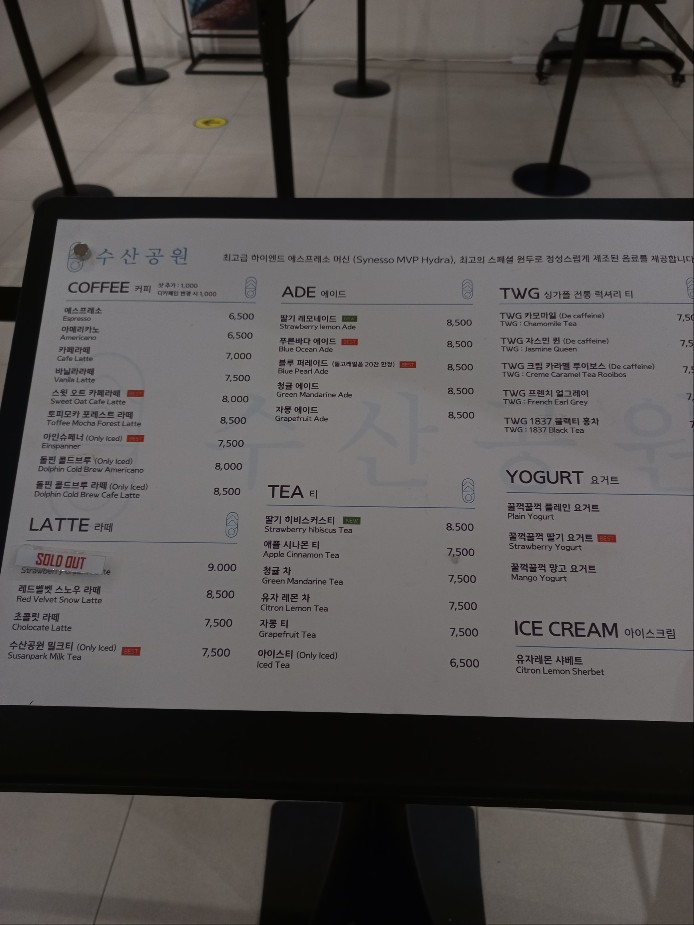 수산공원
최고급 하이엔드 에스프레소 머신 (Synesso MVP Hydra), 최고의 스페셜 원두로 정성스럽게 제조된 음료를 제공합니다
COFFEE 커피
샷 추가 : 1,000
디카페인 변경 시 1,000
에스프레소
Espresso 6,500
아메리카노
Americano 6,500
카페라떼
Cafe Latte 7,000
바닐라라떼
Vanila Latte 7,500
스윗 오트 카페라떼 BEST
Sweet Oat Cafe Latte 8,000
토피모카 포레스트 라떼
Toffee Mocha Forest Latte 8,500
아인슈페너 (Only Iced) BEST
Einspanner 7,500
돌핀 콜드브루 (Only Iced)
Dolphin Cold Brew Americano 8,000
돌핀 콜드브루 라떼 (Only Iced)
Dolphin Cold Brew Cafe Latte 8,500
LATTE 라떼
SOLD OUT
9,000
레드벨벳 스노우 라떼
Red Velvet Snow Latte 8,500
초콜릿 라떼
Cholocate Latte 7,500
수산공원 밀크티 (Only Iced) BEST
Susanpark Milk Tea 7,500
ADE 에이드
딸기 레모네이드 NEW
Strawberry lemon Ade 8,500
푸른바다 에이드 BEST
Blue Ocean Ade 8,500
블루 퍼레이드 BEST
Blue Pearl Ade 8,500
청귤 에이드
Green Mandarine Ade 8,500
자몽 에이드
Grapefruit Ade 8,500
TEA 티
딸기 히비스커스티 NEW
Strawberry hibiscus Tea 8,500
애플 시나몬 티
Apple Cinnamon Tea 7,500
청귤 차
Green Mandarine Tea 7,500
유자 레몬 차
Citron Lemon Tea 7,500
자몽 티
Grapefruit Tea 7,500
아이스티 (Only Iced)
Iced Tea 6,500
TWG 싱가폴 전통 럭셔리 티
TWG 카모마일 (De caffeine)
TWG : Chamomile Tea
TWG 자스민 퀸 (De caffeine)
TWG : Jasmine Queen
TWG 크림 카라멜 루이보스 (De caffeine)
TWG : Creme Caramel Tea Rooibos
TWG 프렌치 얼그레이
TWG : French Earl Grey
TWG 1837 블랙티 홍차
TWG : 1837 Black Tea
YOGURT 요거트
꿀꺽꿀꺽 플레인 요거트
Plain Yogurt
꿀꺽꿀꺽 딸기 요거트 BEST
Strawberry Yogurt
꿀꺽꿀꺽 망고 요거트
Mango Yogurt
ICE CREAM 아이스크림
유자레몬 샤베트
Citron Lemon Sherbet